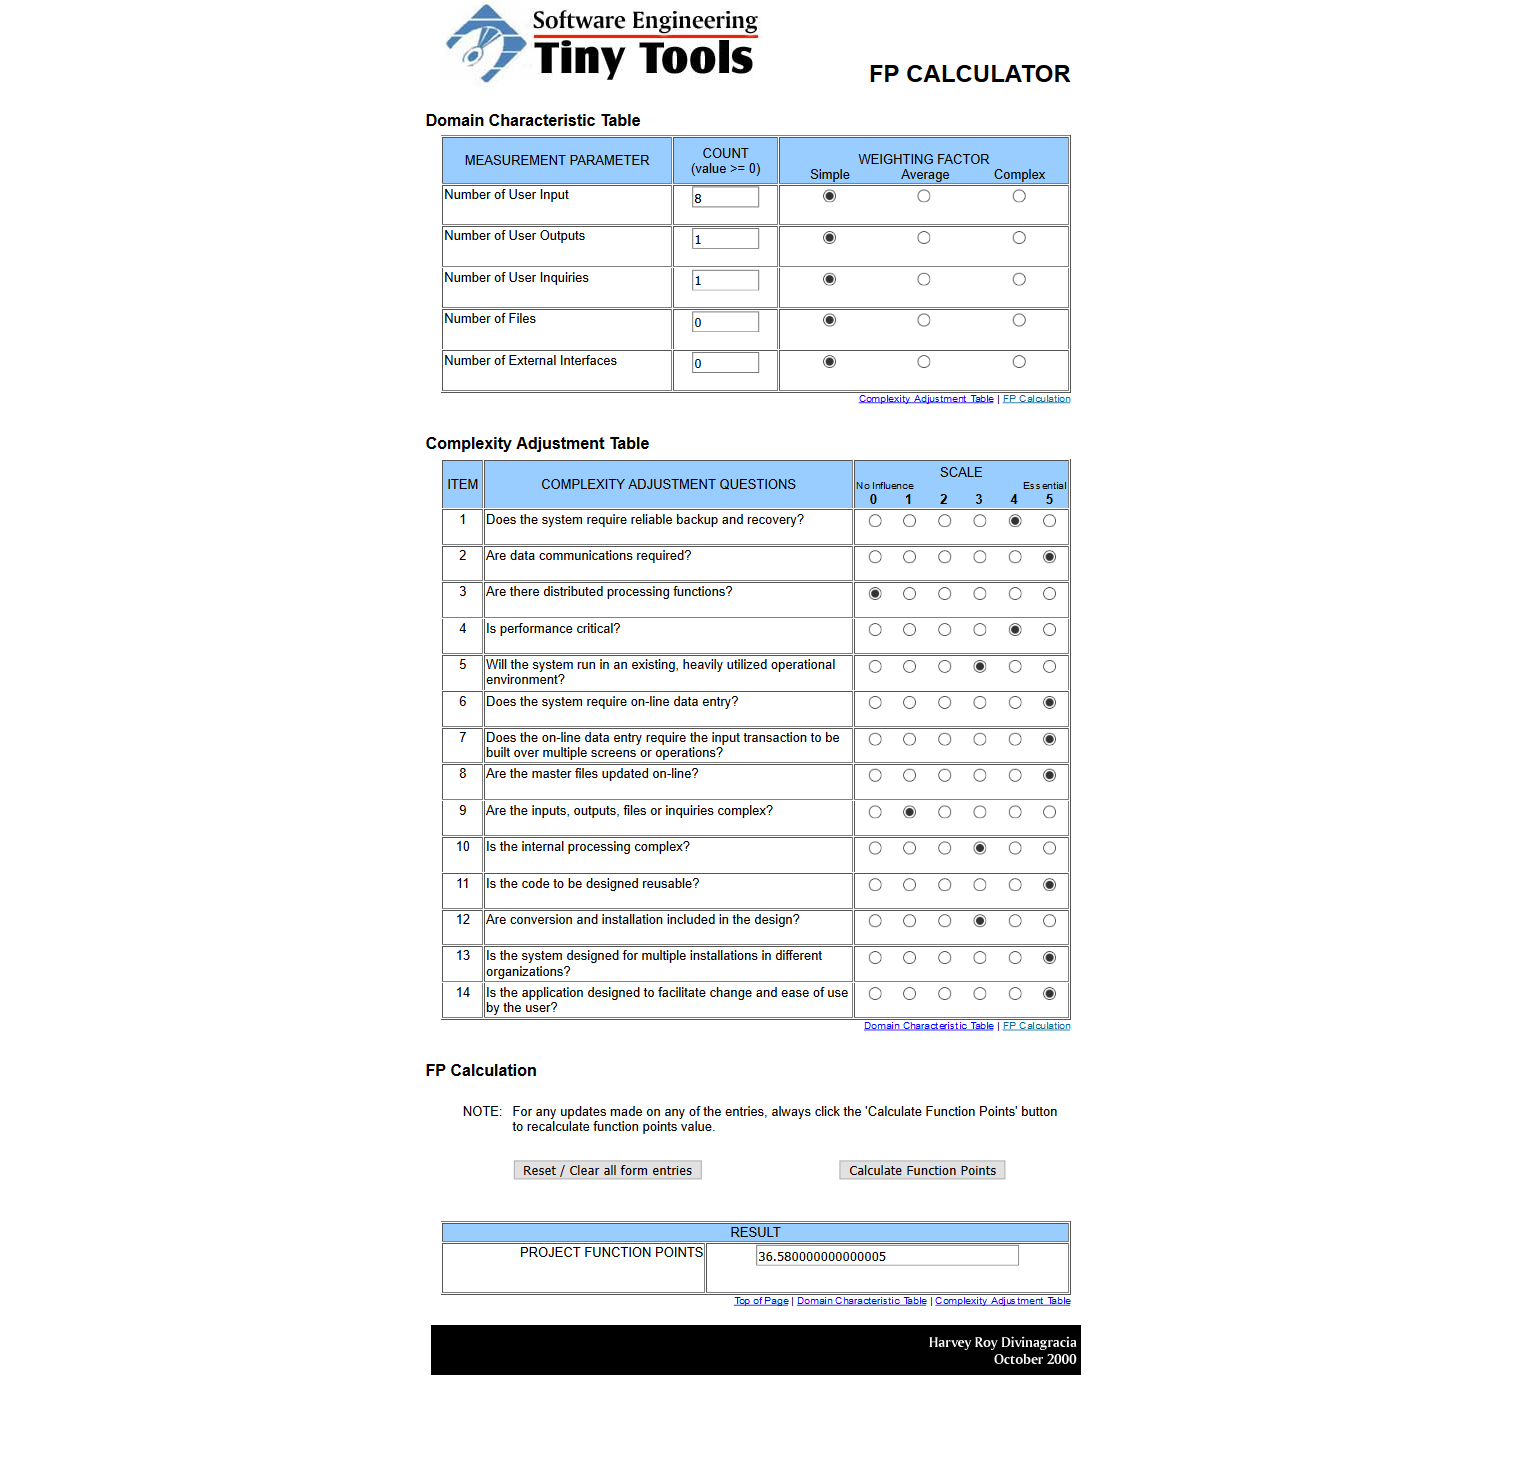 Software Engineering
Tiny Tools
FP CALCULATOR
Domain Characteristic Table
MEASUREMENT PARAMETER
COUNT
(value >= 0)
WEIGHTING FACTOR
Simple Average Complex
Number of User Input 8
Number of User Outputs 1
Number of User Inquiries 1
Number of Files 0
Number of External Interfaces 0
Complexity Adjustment Table | FP Calculation
Complexity Adjustment Table
ITEM COMPLEXITY ADJUSTMENT QUESTIONS
SCALE
No Influence Essential
0 1 2 3 4 5
1 Does the system require reliable backup and recovery?
2 Are data communications required?
3 Are there distributed processing functions?
4 Is performance critical?
5 Will the system run in an existing, heavily utilized operational
environment?
6 Does the system require on-line data entry?
7 Does the on-line data entry require the input transaction to be
built over multiple screens or operations?
8 Are the master files updated on-line?
9 Are the inputs, outputs, files or inquiries complex?
10 Is the internal processing complex?
11 Is the code to be designed reusable?
12 Are conversion and installation included in the design?
13 Is the system designed for multiple installations in different
organizations?
14 Is the application designed to facilitate change and ease of use
by the user?
Domain Characteristic Table | FP Calculation
FP Calculation
NOTE: For any updates made on any of the entries, always click the 'Calculate Function Points' button
to recalculate function points value.
Reset / Clear all form entries Calculate Function Points
RESULT
PROJECT FUNCTION POINTS 36.580000000000005
Top of Page | Domain Characteristic Table | Complexity Adjustment Table
Harvey Roy Divinagracia
October 2000